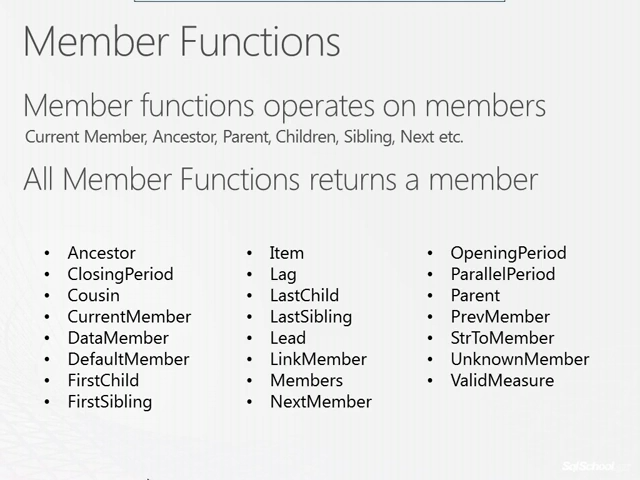 Member Functions
Member functions operates on members
Current Member, Ancestor, Parent, Children, Sibling, Next etc.
All Member Functions returns a member
• Ancestor
• ClosingPeriod
• Cousin
• CurrentMember
• DataMember
• DefaultMember
• FirstChild
• FirstSibling
• Item
• Lag
• LastChild
• LastSibling
• Lead
• LinkMember
• Members
• NextMember
• OpeningPeriod
• ParallelPeriod
• Parent
• PrevMember
• StrToMember
• UnknownMember
• ValidMeasure